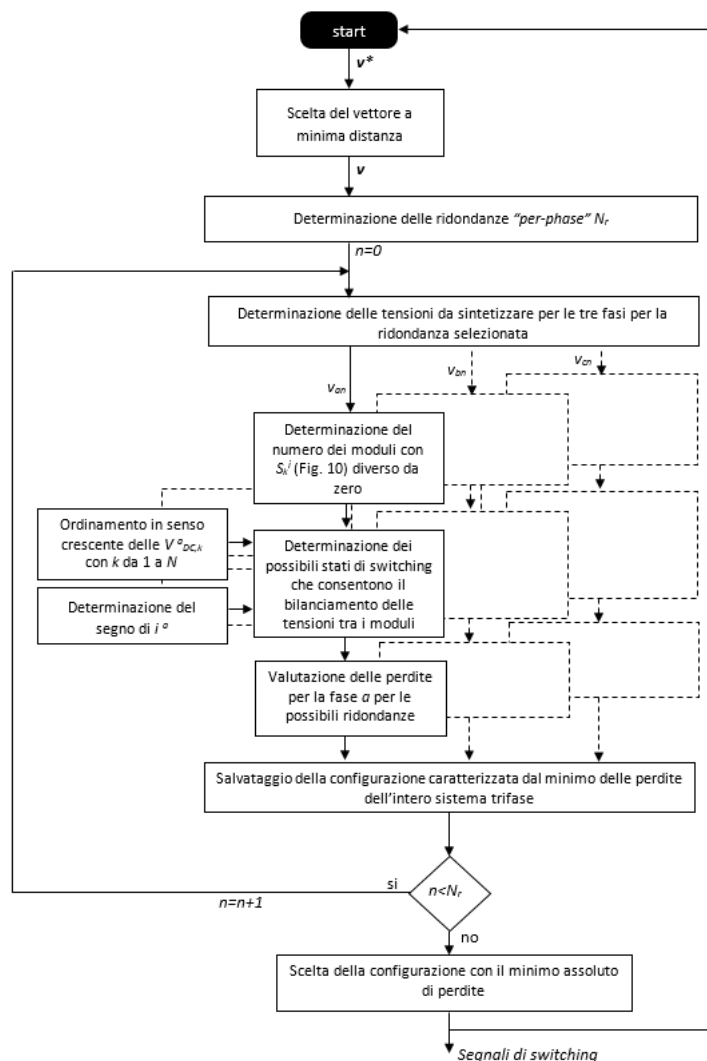 start
v*
Scelta del vettore a
minima distanza
v
Determinazione delle ridondanze “per-phase” Nr
n=0
Determinazione delle tensioni da sintetizzare per le tre fasi per la
ridondanza selezionata
van
vbn
vcn
Determinazione del
numero dei moduli con
Skj (Fig. 10) diverso da
zero
Ordinamento in senso
crescente delle V aDC,k
con k da 1 a N
Determinazione del
segno di i a
Determinazione dei
possibili stati di switching
che consentono il
bilanciamento delle
tensioni tra i moduli
Valutazione delle perdite
per la fase a per le
possibili ridondanze
Salvataggio della configurazione caratterizzata dal minimo delle perdite
dell’intero sistema trifase
si
n<Nr
n=n+1
no
Scelta della configurazione con il minimo assoluto
di perdite
Segnali di switching